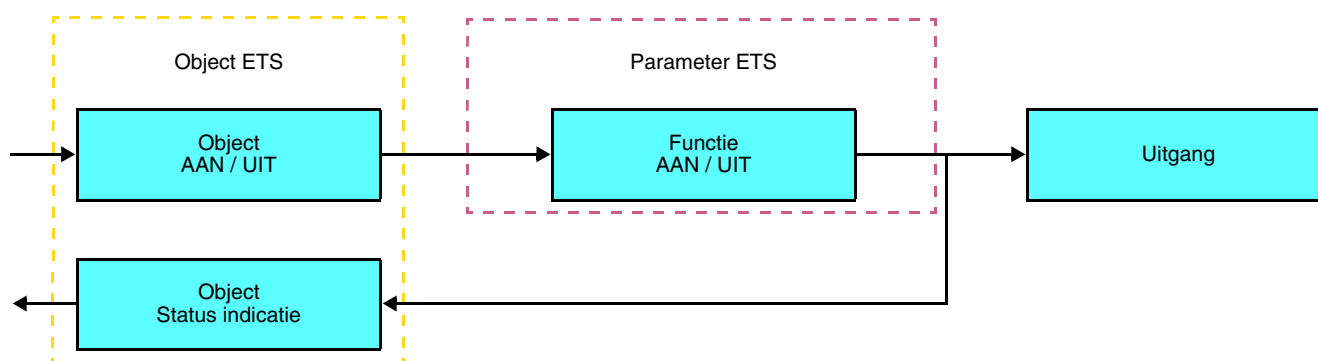 Object ETS
Parameter ETS
Object
AAN / UIT
Functie
AAN / UIT
Uitgang
Object
Status indicatie